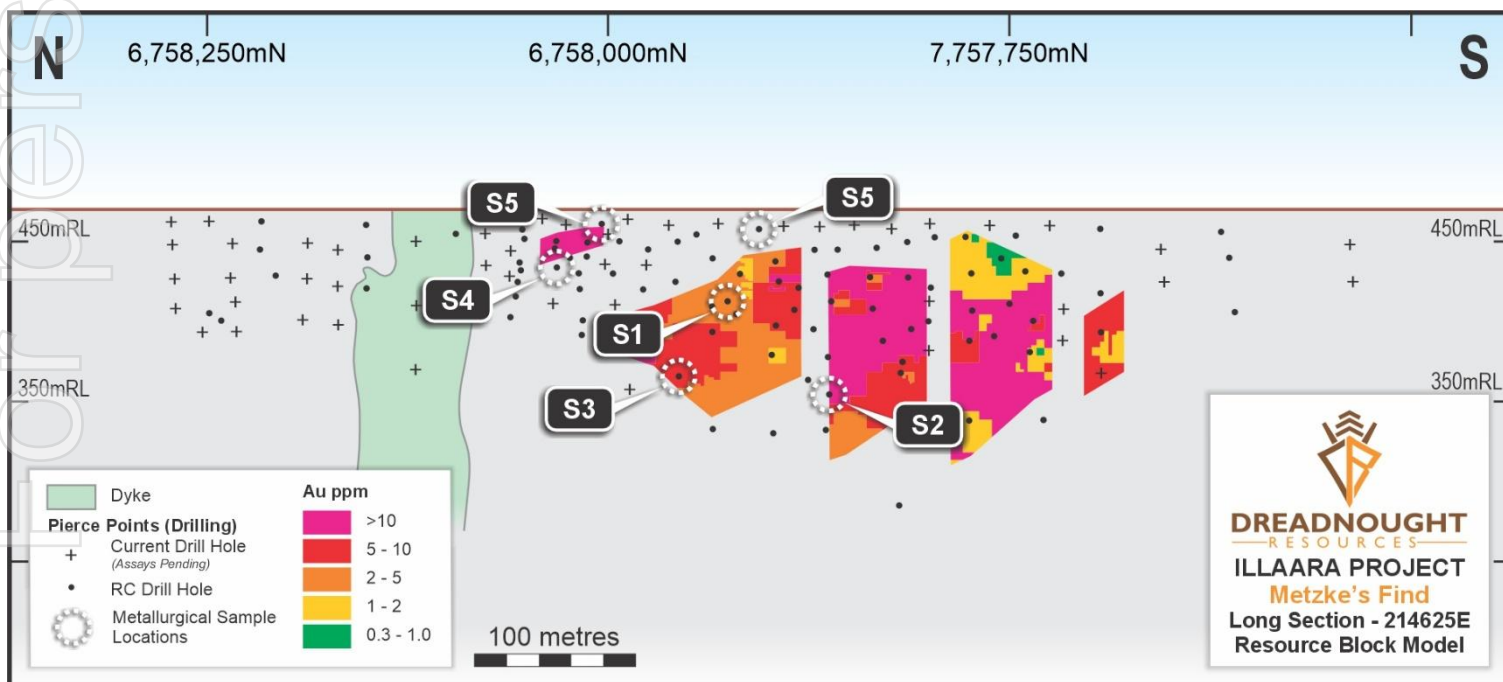 For pers
N
6,758,250mN
6,758,000mN
7,757,750mN
S
S5
S5
450mRL
450mRL
S4
S1
350mRL
350mRL
S3
S2
Dyke
Pierce Points (Drilling)
Current Drill Hole
(Assays Pending)
RC Drill Hole
Metallurgical Sample
Locations
Au ppm
>10
5 - 10
2 - 5
1 - 2
0.3 - 1.0
100 metres
DREADNOUGHT
RESOURCES
ILLAARA PROJECT
Metzke's Find
Long Section - 214625E
Resource Block Model